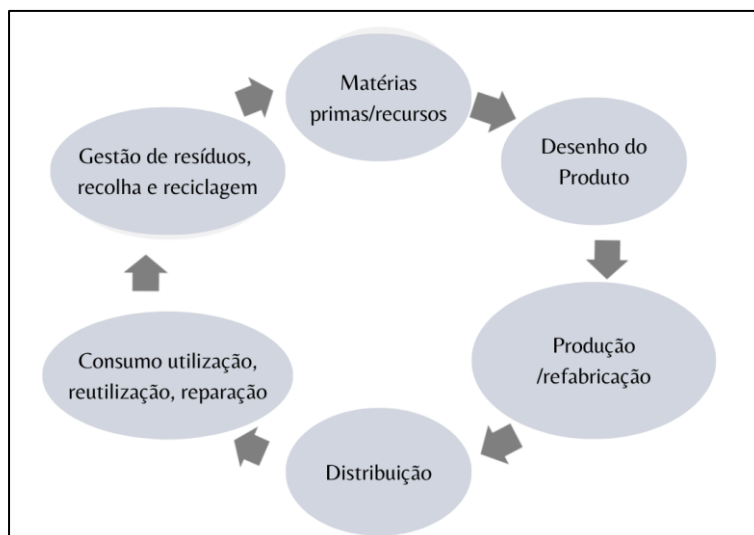 Matérias
primas/recursos
Desenho do
Produto
Produção
/refabricação
Distribuição
Consumo utilização,
reutilização, reparação
Gestão de resíduos,
recolha e reciclagem